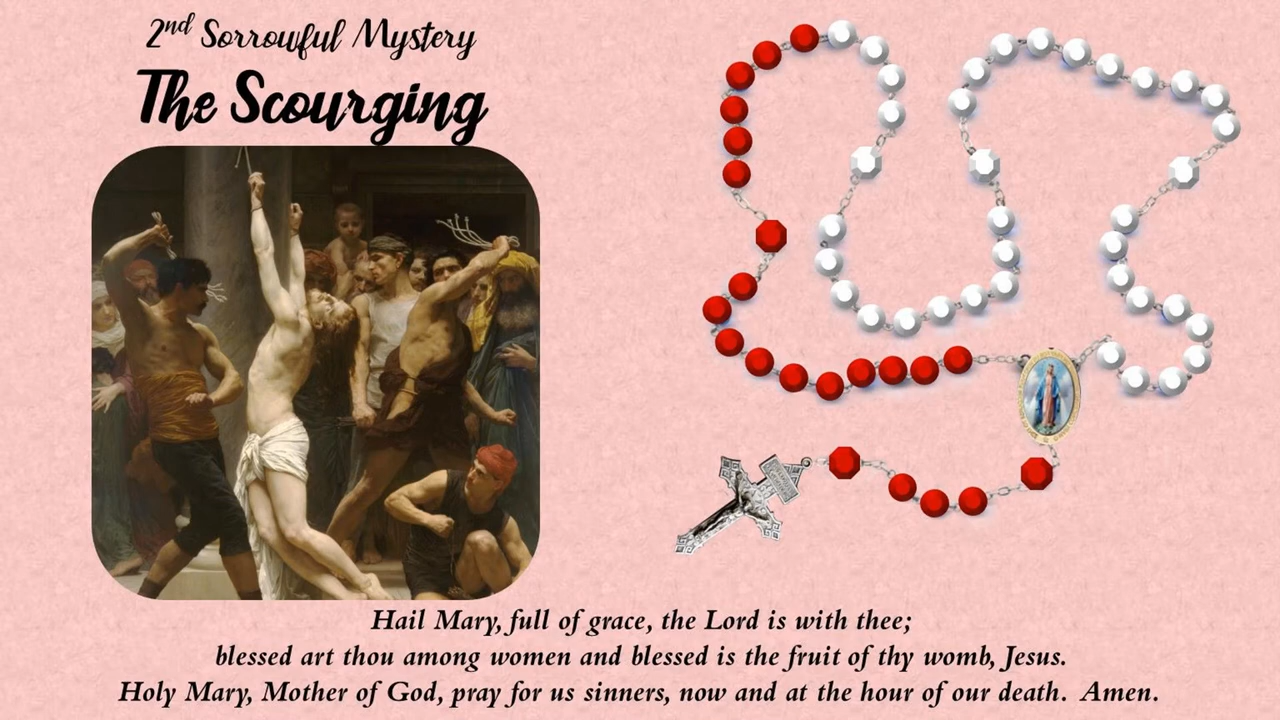 2nd Sorrowful Mystery
The Scourging
Hail Mary, full of grace, the Lord is with thee;
blessed art thou among women and blessed is the fruit of thy womb, Jesus.
Holy Mary, Mother of God, pray for us sinners, now and at the hour of our death. Amen.